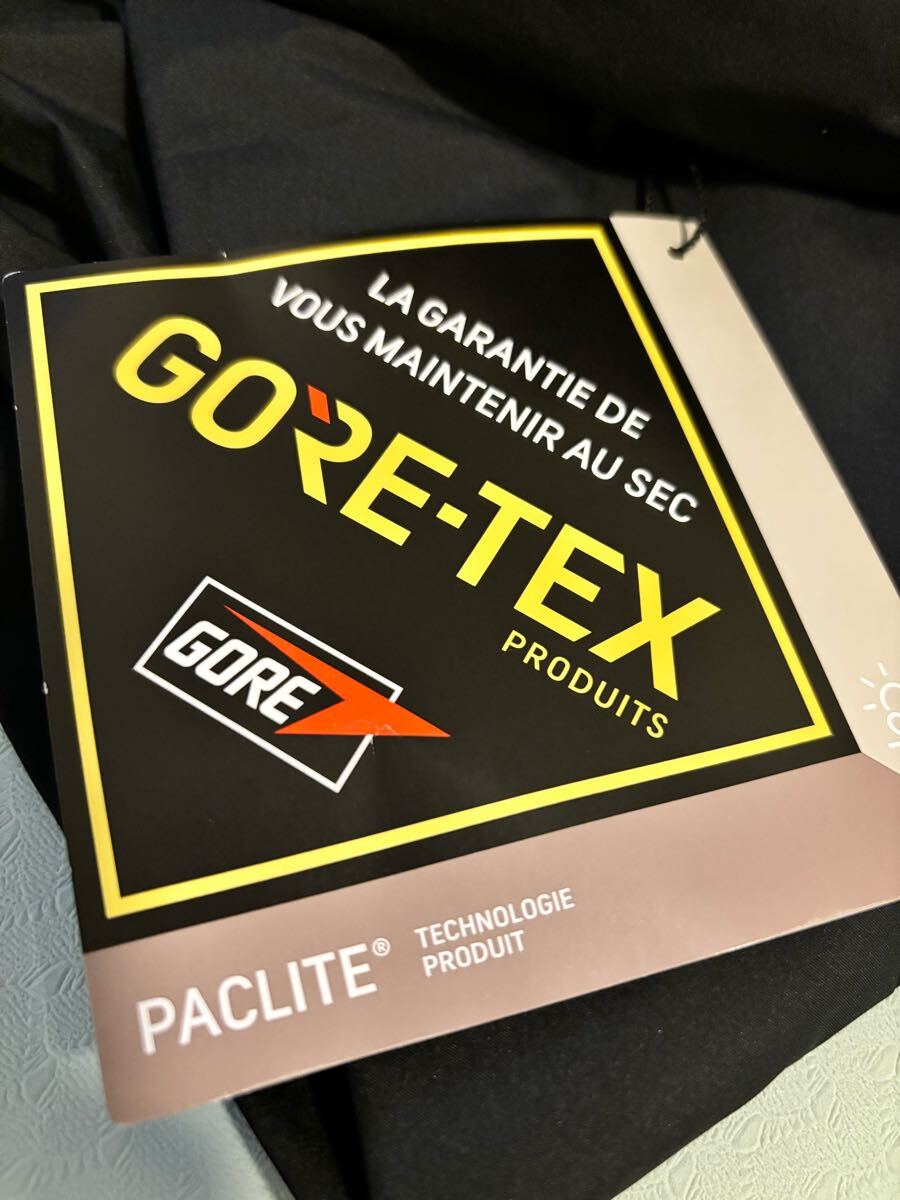 LA GARANTIE DE
VOUS MAINTENIR AU SEC
GORE-TEX
PRODUITS
GORE
PACLITE®
TECHNOLOGIE
PRODUIT